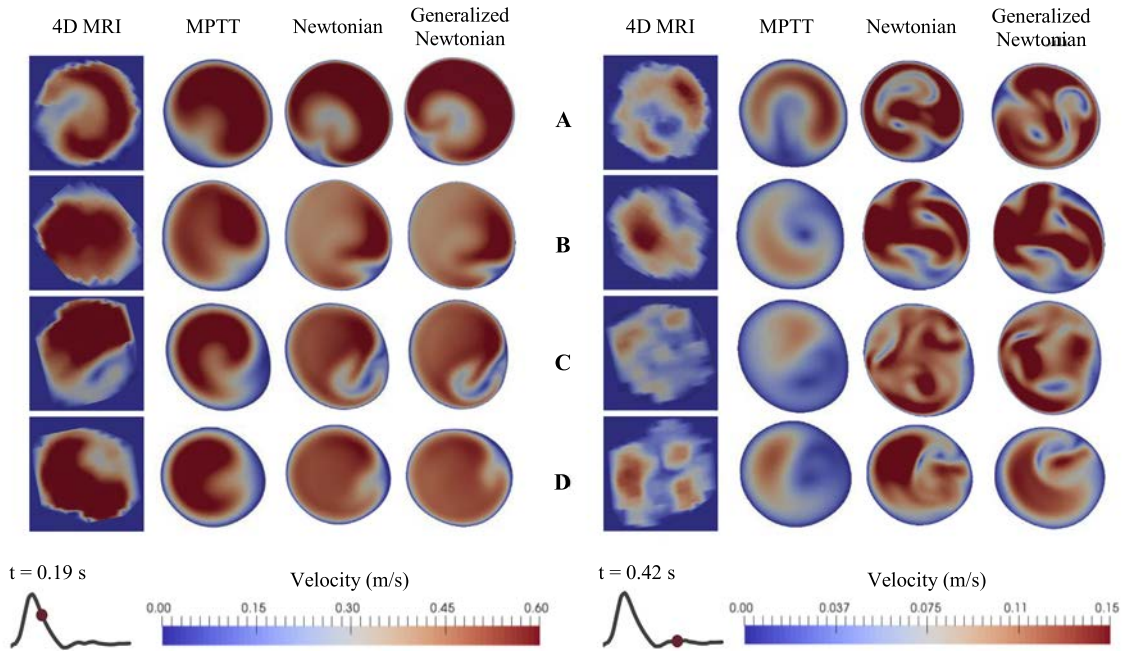 4D MRI MPTT Newtonian Generalized Newtonian 4D MRI MPTT Newtonian Generalized Newtonian
A
B
C
D
t = 0.19 s Velocity (m/s) t = 0.42 s Velocity (m/s)
0.00 0.15 0.30 0.45 0.60 0.00 0.037 0.075 0.11 0.15